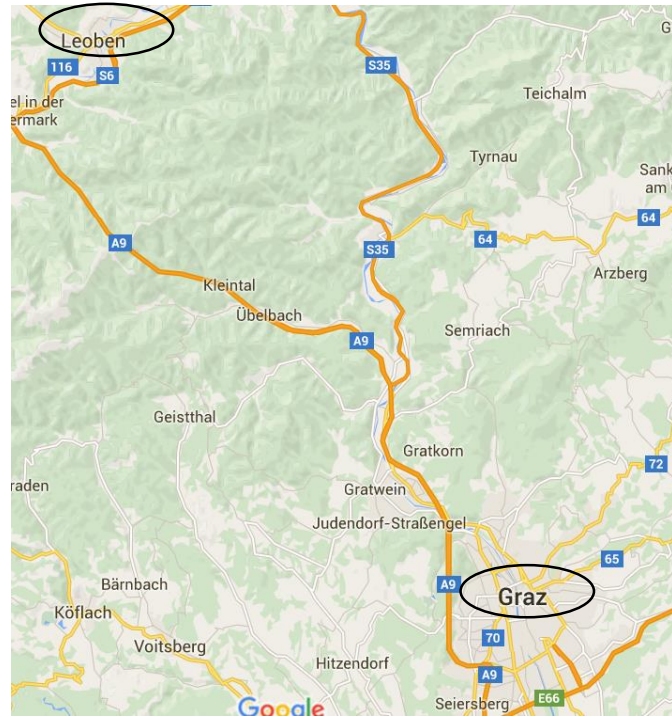 Leoben
116
S6
el in der
ermark
S35
Teichalm
G
Tyrnau
Sank
am
64
64
A9
S35
Arzberg
Kleintal
Übelbach
A9
Semriach
Geistthal
Gratkorn
72
raden
Gratwein
Judendorf-Straßengel
65
Bärnbach
A9
Graz
Köflach
70
Voitsberg
Hitzendorf
A9
E66
Seiersberg
Google